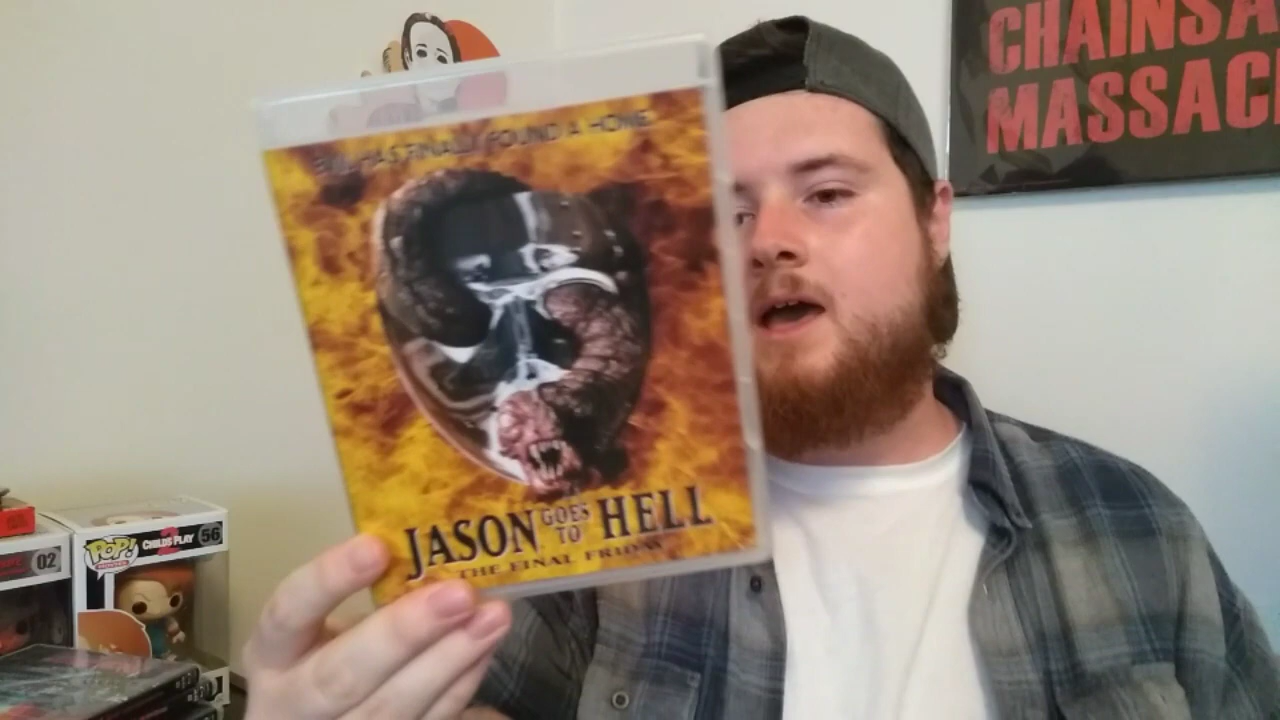 CHAINSA
MASSAC
EVIL HAS FINALLY FOUND A HOME.
JASON GOES TO HELL
THE FINAL FRIDAY
POP!
CHILDS PLAY 2
56
02